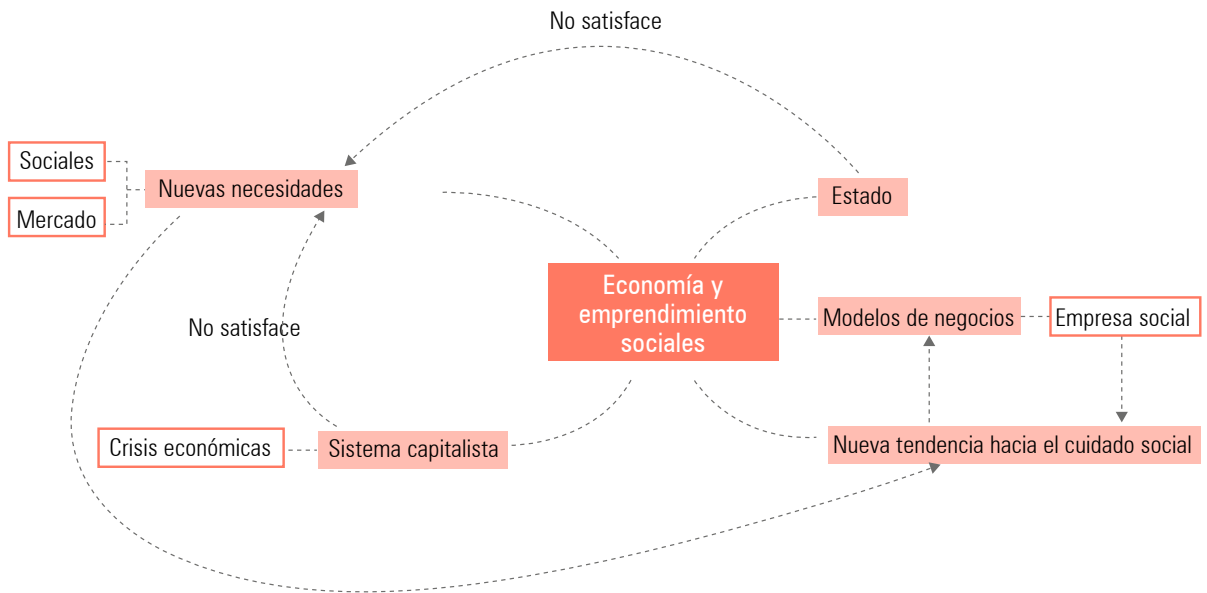 No satisface
Sociales
Nuevas necesidades
Mercado
Estado
Economía y
emprendimiento
sociales
Modelos de negocios
Empresa social
No satisface
Crisis económicas
Sistema capitalista
Nueva tendencia hacia el cuidado social